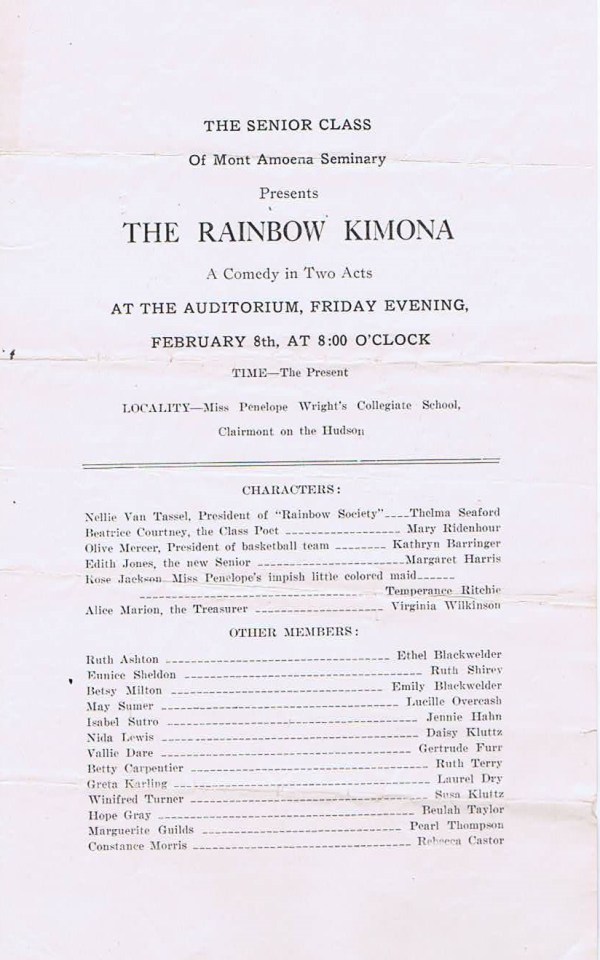 THE SENIOR CLASS
Of Mont Amoena Seminary
Presents
THE RAINBOW KIMONA
A Comedy in Two Acts
AT THE AUDITORIUM, FRIDAY EVENING,
FEBRUARY 8th, AT 8:00 O'CLOCK
TIME—The Present
LOCALITY—Miss Penelope Wright's Collegiate School,
Clairmont on the Hudson
CHARACTERS:
Nellie Van Tassel, President of "Rainbow Society"----Thelma Seaford
Beatrice Courtney, the Class Poet -------------------- Mary Ridenhour
Olive Mercer, President of basketball team -------- Kathryn Barringer
Edith Jones, the new Senior -----------------------Margaret Harris
Rose Jackson Miss Penelope's impish little colored maid------
-------------------------------------- Temperance Ritchie
Alice Marion, the Treasurer -------------------- Virginia Wilkinson
OTHER MEMBERS:
Ruth Ashton ----------------------------------- Ethel Blackwelder
Eunice Sheldon ------------------------------------- Ruth Shirey
Betsy Milton --------------------------------- Emily Blackwelder
May Sumer ------------------------------------- Lucille Overcash
Isabel Sutro --------------------------------------- Jennie Hahn
Nida Lewis ---------------------------------------- Daisy Kluttz
Vallie Dare --------------------------------------- Gertrude Furr
Betty Carpentier ------------------------------------- Ruth Terry
Greta Karling --------------------------------------- Laurel Dry
Winifred Turner ------------------------------------ Susa Kluttz
Hope Gray --------------------------------------- Beulah Taylor
Marguerite Guilds -------------------------------- Pearl Thompson
Constance Morris ---------------------------------- Rebecca Castor